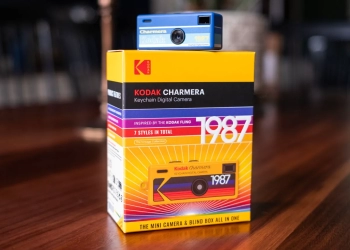 Charmera
KODAK CHARMERA
Keychain Digital Camera
INSPIRED BY THE KODAK FLING
7 STYLES IN TOTAL
1987
Kodak Charmera
1987
THE MINI CAMERA & BLIND BOX ALL IN ONE